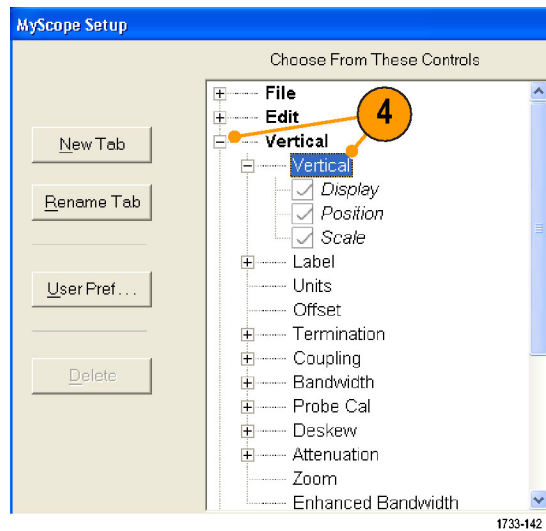 MyScope Setup
Choose From These Controls
File
Edit
4
Vertical
New Tab
Vertical
Display
Rename Tab
Position
Scale
Label
User Pref...
Units
Offset
Termination
Coupling
Delete
Bandwidth
Probe Cal
Deskew
Attenuation
Zoom
Enhanced Bandwidth
1733-142